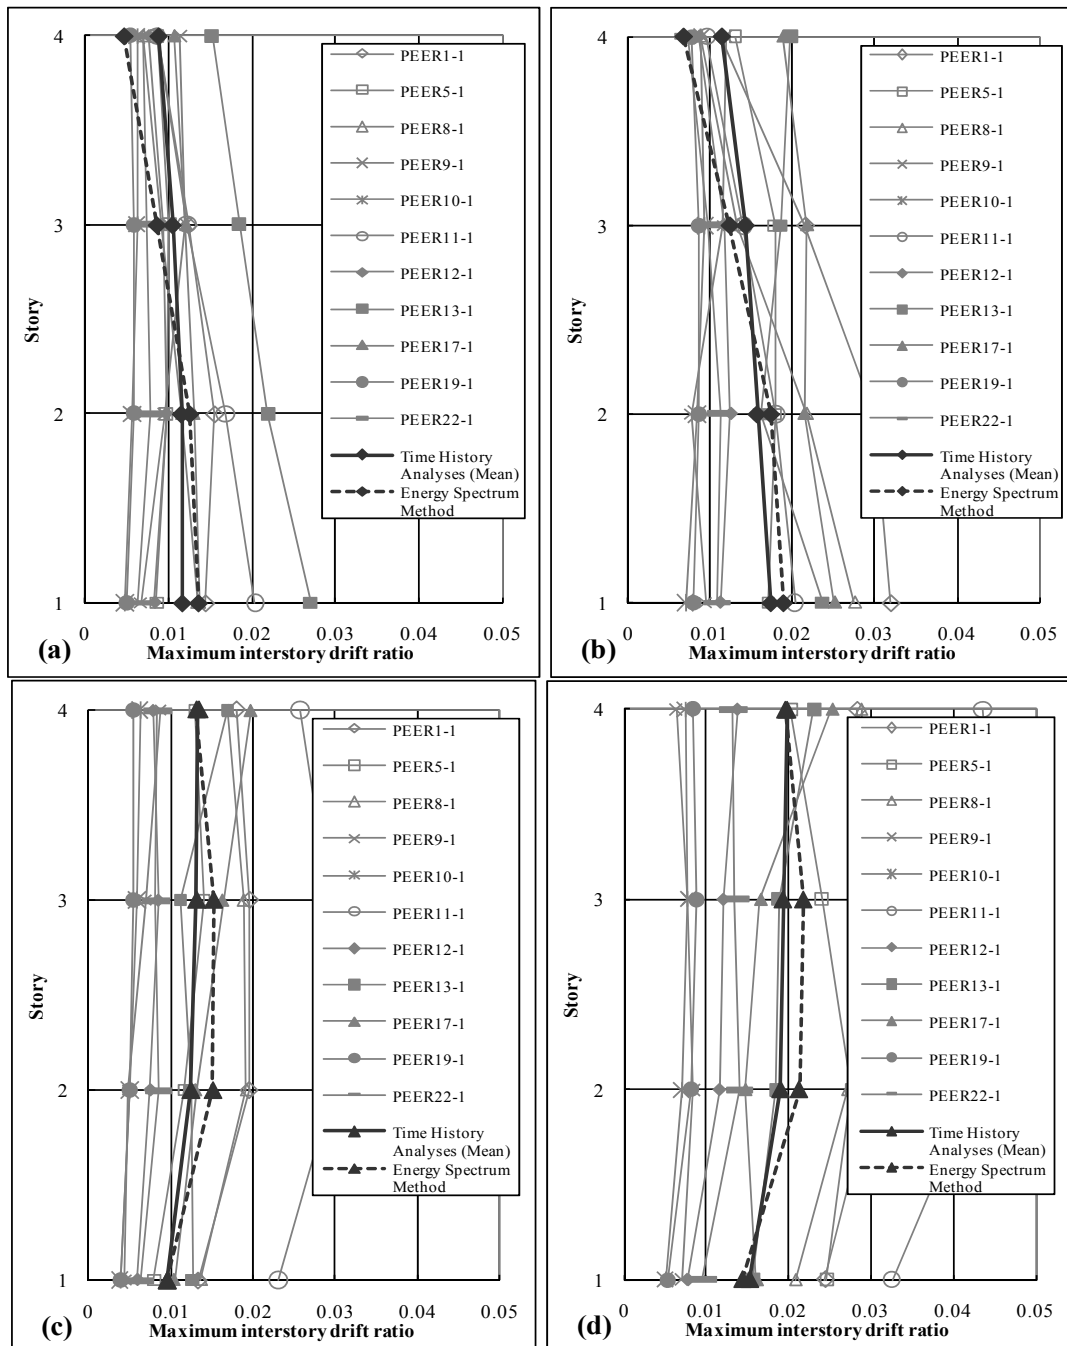 4
3
2
1
Story
0
0.01
0.02
0.03
0.04
0.05
Maximum interstory drift ratio
(a)
PEER1-1
PEER5-1
PEER8-1
PEER9-1
PEER10-1
PEER11-1
PEER12-1
PEER13-1
PEER17-1
PEER19-1
PEER22-1
Time History
Analyses (Mean)
Energy Spectrum
Method
4
3
2
1
Story
0
0.01
0.02
0.03
0.04
0.05
Maximum interstory drift ratio
(b)
PEER1-1
PEER5-1
PEER8-1
PEER9-1
PEER10-1
PEER11-1
PEER12-1
PEER13-1
PEER17-1
PEER19-1
PEER22-1
Time History
Analyses (Mean)
Energy Spectrum
Method
4
3
2
1
Story
0
0.01
0.02
0.03
0.04
0.05
Maximum interstory drift ratio
(c)
PEER1-1
PEER5-1
PEER8-1
PEER9-1
PEER10-1
PEER11-1
PEER12-1
PEER13-1
PEER17-1
PEER19-1
PEER22-1
Time History
Analyses (Mean)
Energy Spectrum
Method
4
3
2
1
Story
0
0.01
0.02
0.03
0.04
0.05
Maximum interstory drift ratio
(d)
PEER1-1
PEER5-1
PEER8-1
PEER9-1
PEER10-1
PEER11-1
PEER12-1
PEER13-1
PEER17-1
PEER19-1
PEER22-1
Time History
Analyses (Mean)
Energy Spectrum
Method